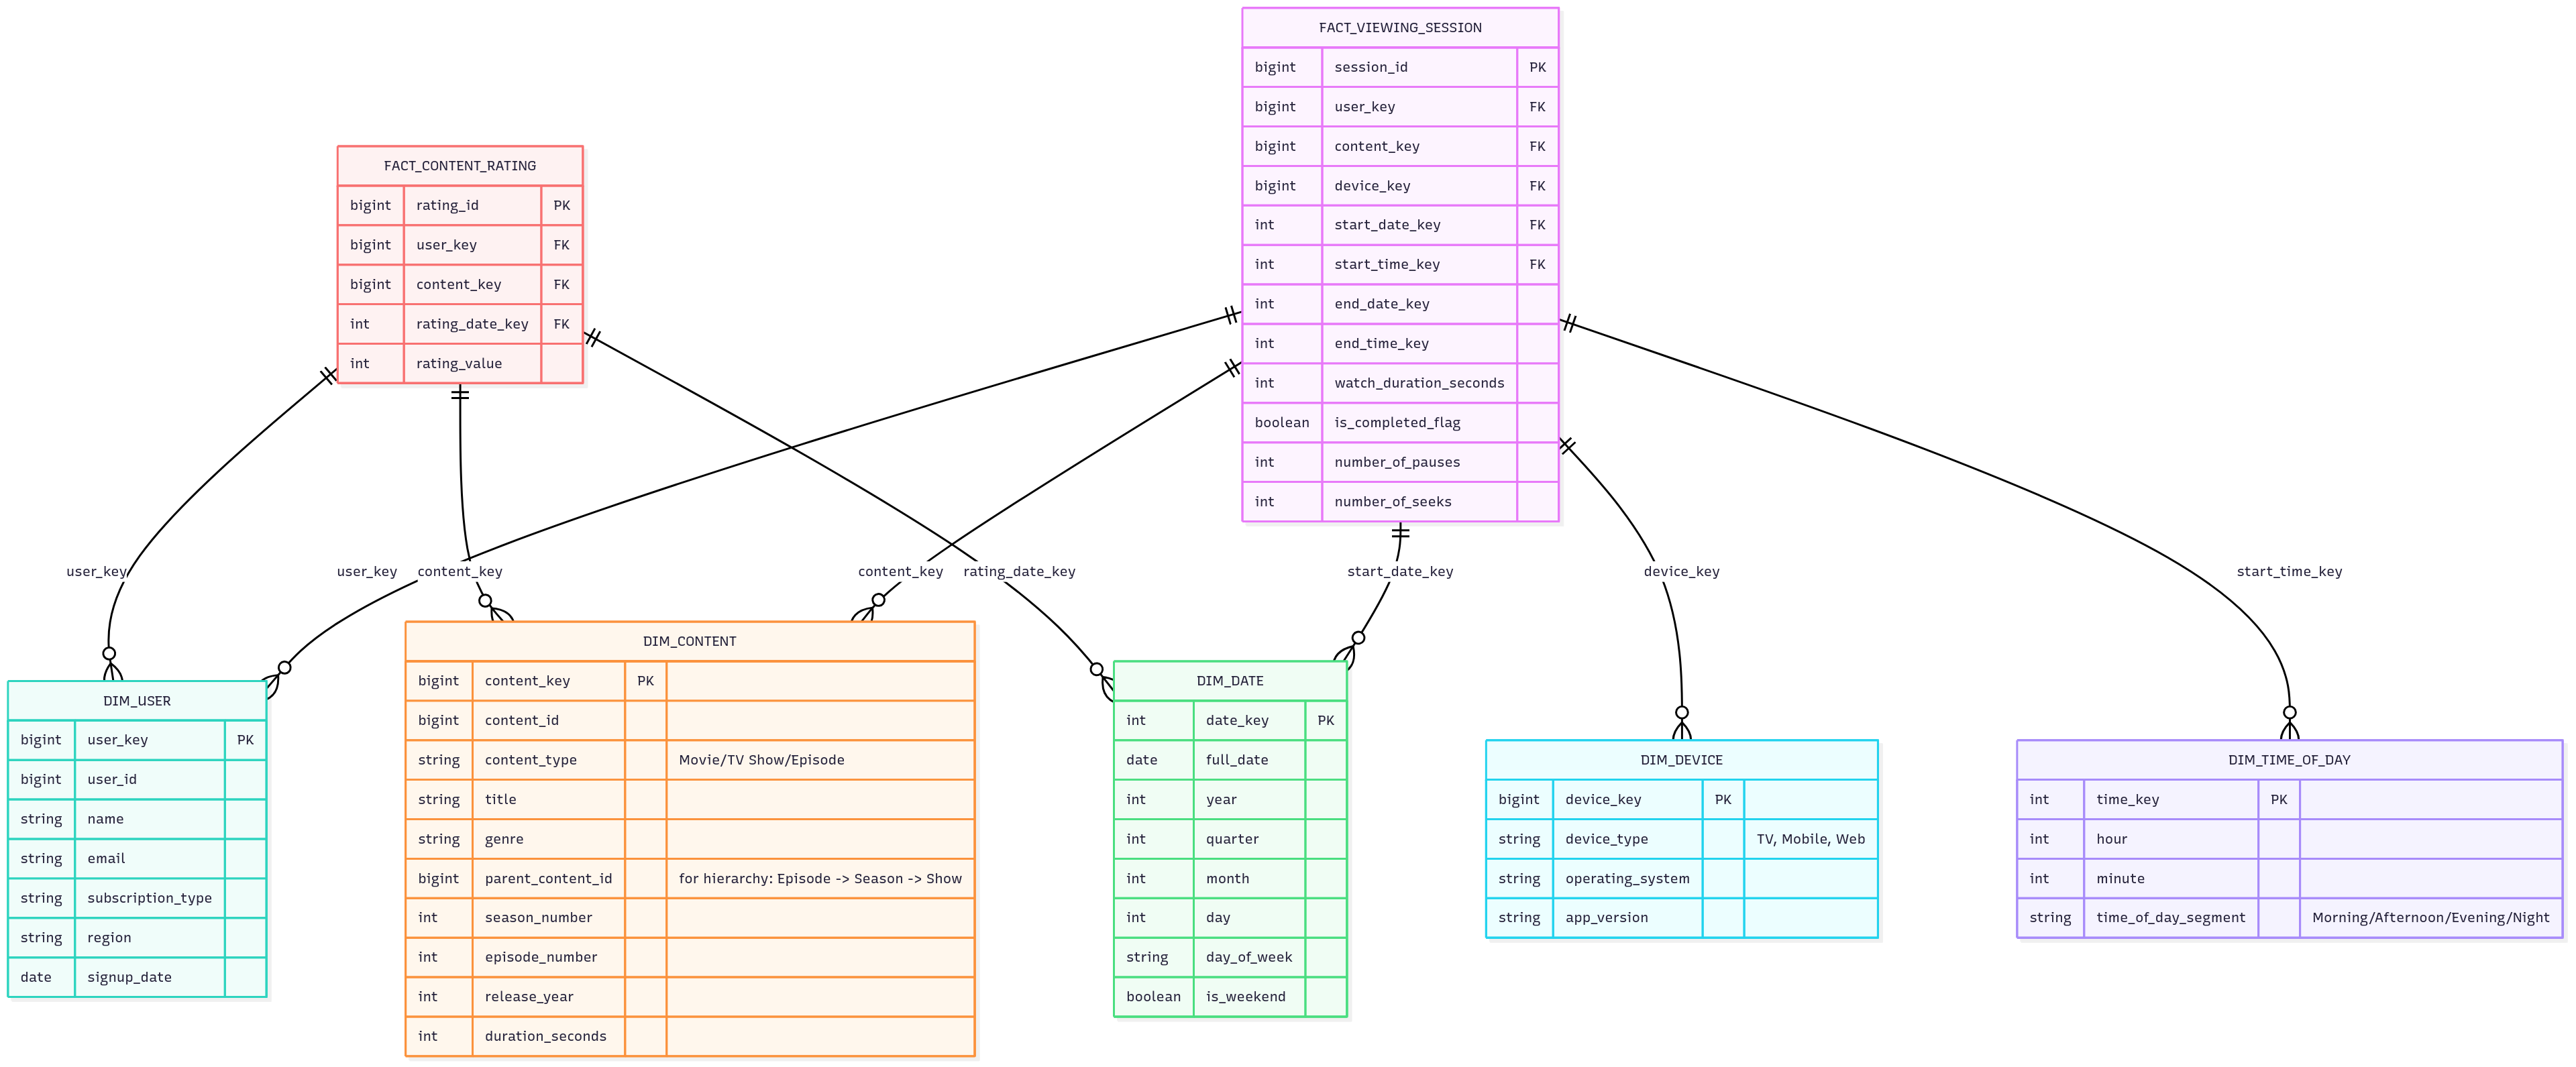 FACT_VIEWING_SESSION
bigint session_id PK
bigint user_key FK
bigint content_key FK
bigint device_key FK
int start_date_key FK
int start_time_key FK
int end_date_key
int end_time_key
int watch_duration_seconds
boolean is_completed_flag
int number_of_pauses
int number_of_seeks
FACT_CONTENT_RATING
bigint rating_id PK
bigint user_key FK
bigint content_key FK
int rating_date_key FK
int rating_value
user_key
user_key
content_key
content_key
rating_date_key
start_date_key
device_key
start_time_key
DIM_USER
bigint user_key PK
bigint user_id
string name
string email
string subscription_type
string region
date signup_date
DIM_CONTENT
bigint content_key PK
bigint content_id
string content_type Movie/TV Show/Episode
string title
string genre
bigint parent_content_id for hierarchy: Episode -> Season -> Show
int season_number
int episode_number
int release_year
int duration_seconds
DIM_DATE
int date_key PK
date full_date
int year
int quarter
int month
int day
string day_of_week
boolean is_weekend
DIM_DEVICE
bigint device_key PK
string device_type TV, Mobile, Web
string operating_system
string app_version
DIM_TIME_OF_DAY
int time_key PK
int hour
int minute
string time_of_day_segment Morning/Afternoon/Evening/Night